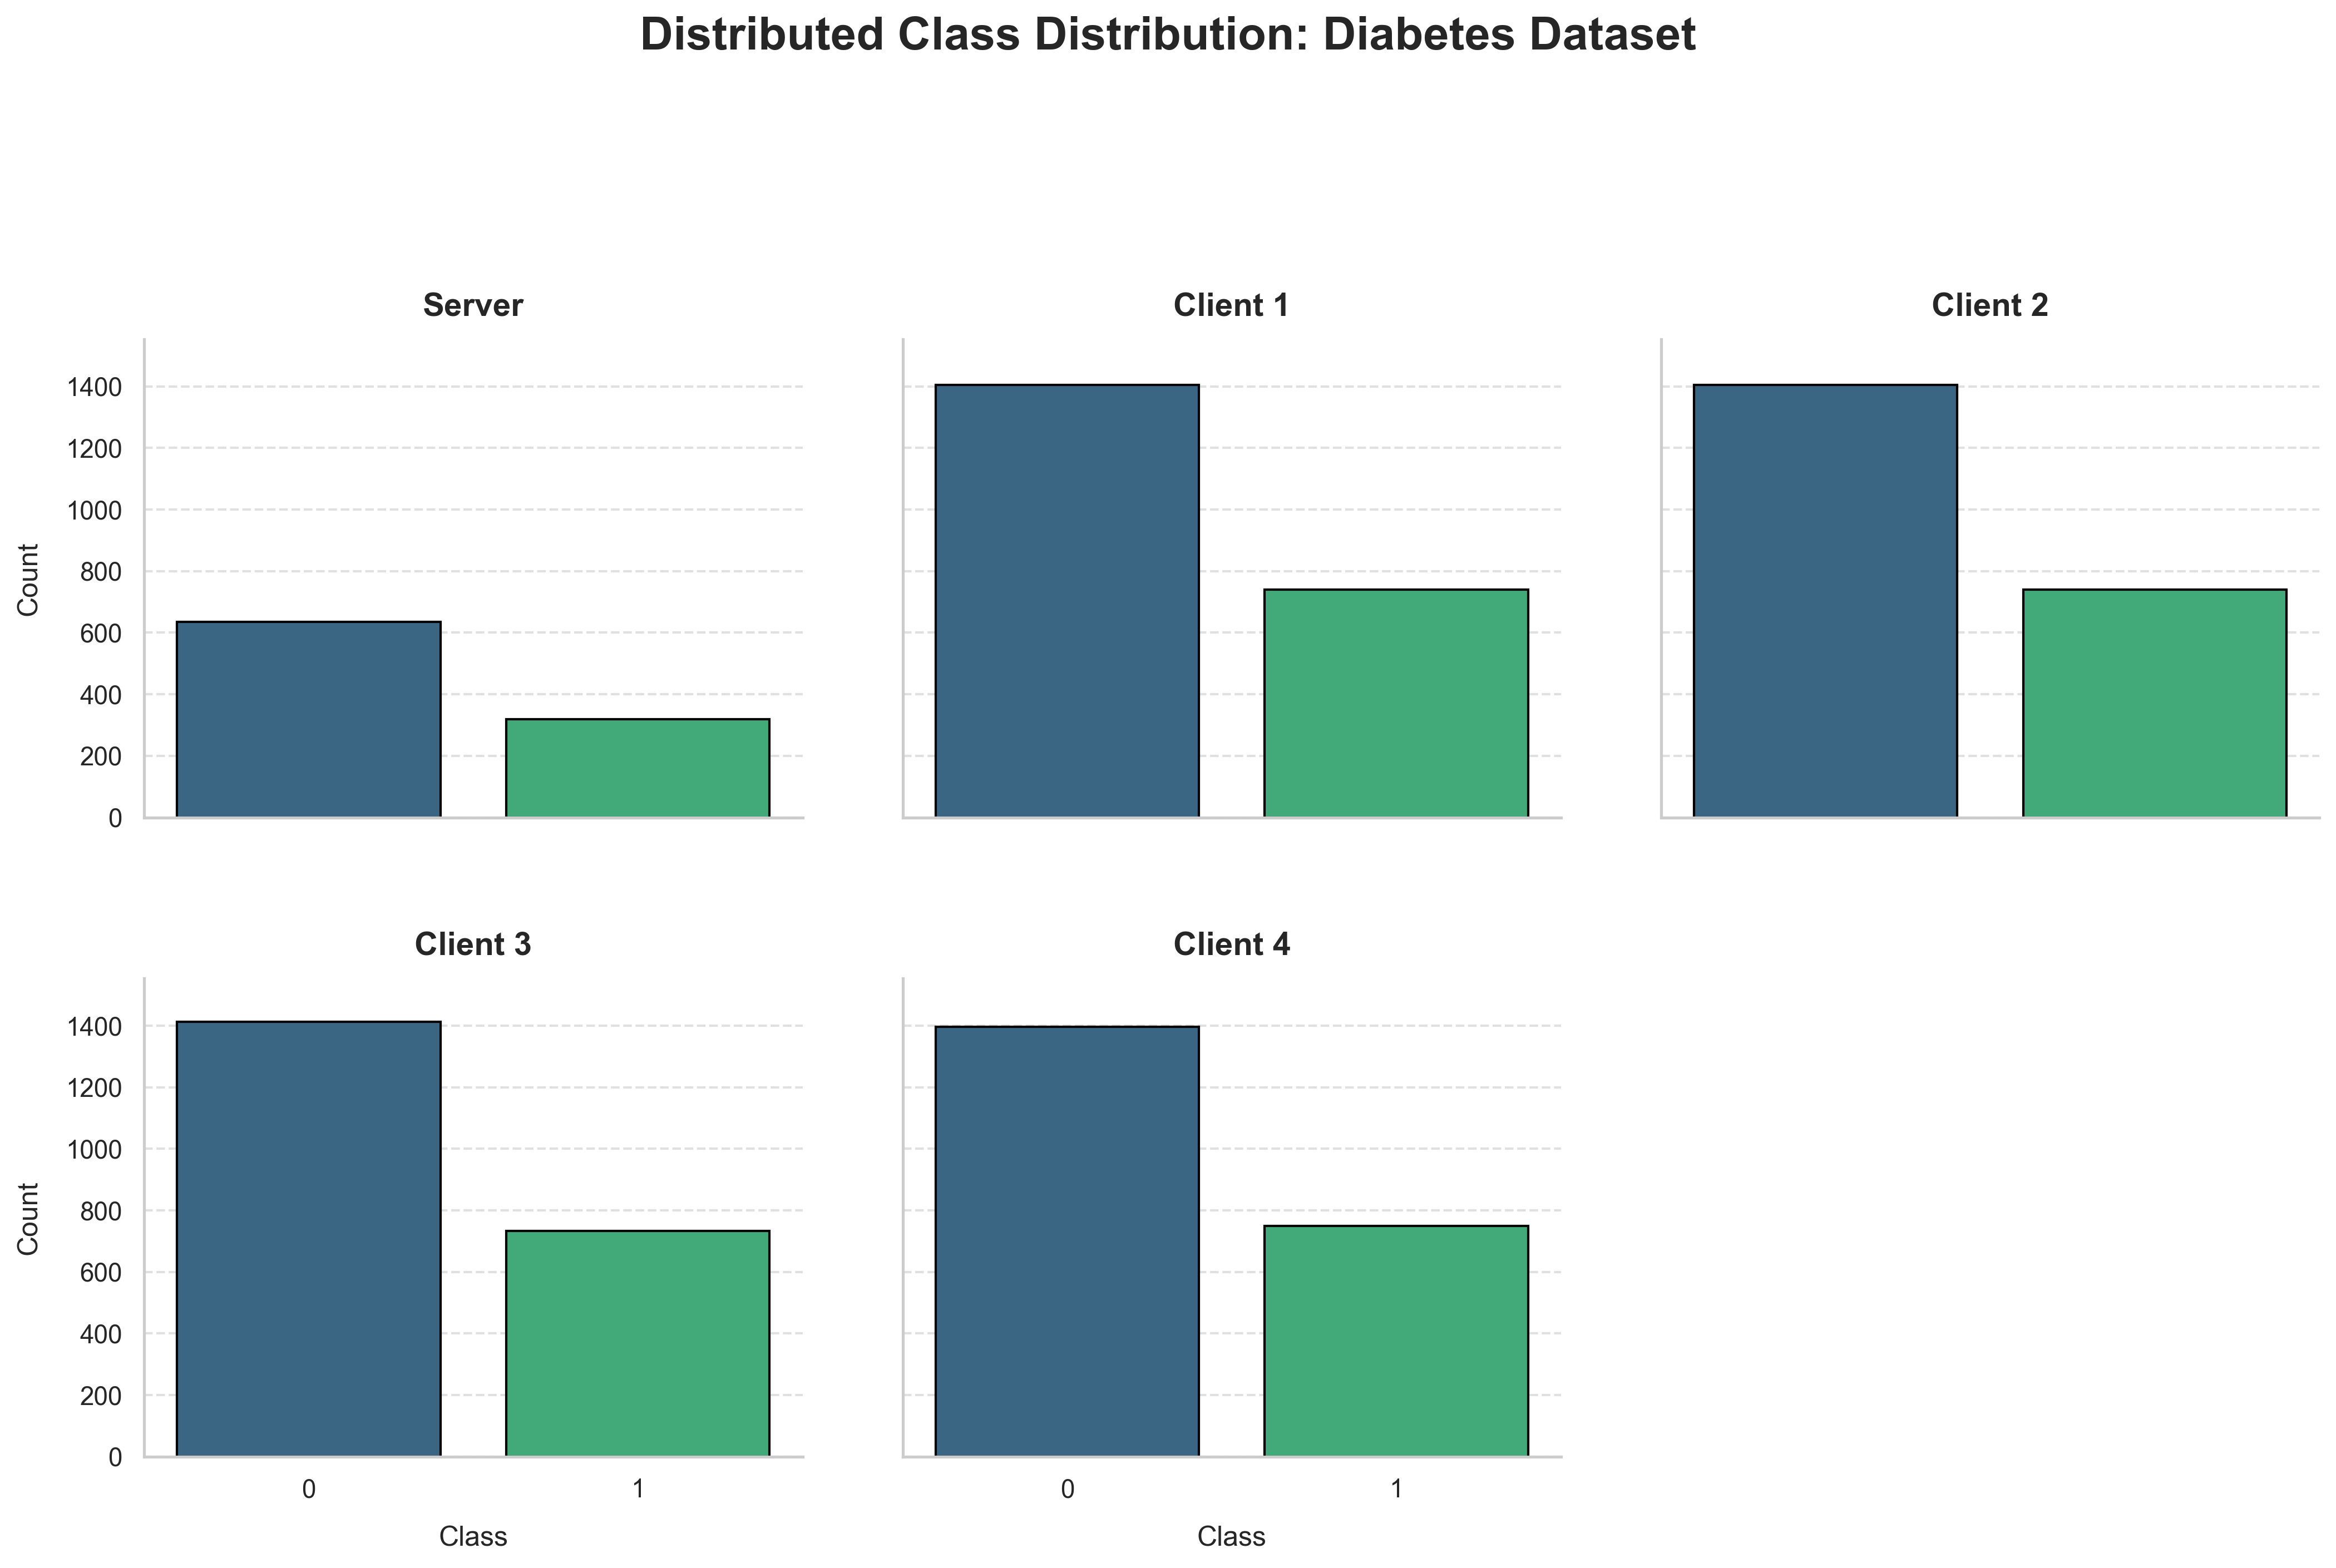 Distributed Class Distribution: Diabetes Dataset
Server
Client 1
Client 2
1400
1200
1000
800
600
400
200
0
Count
Client 3
Client 4
1400
1200
1000
800
600
400
200
0
Count
0
1
0
1
Class
Class